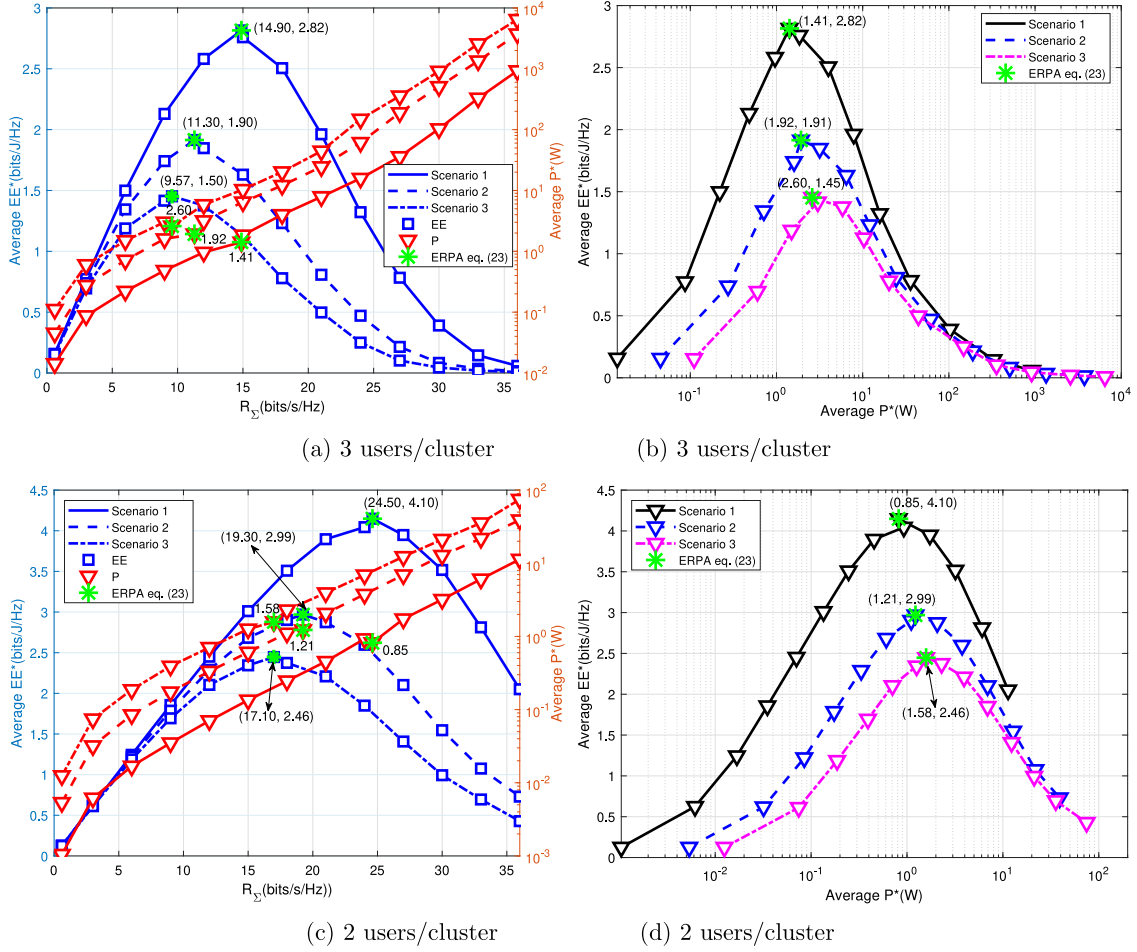 (14.90, 2.82)
(11.30, 1.90)
(9.57, 1.50)
2.60
1.92
1.41
Scenario 1
Scenario 2
Scenario 3
EE
P
ERPA eq. (23)
3
2.5
2
1.5
1
0.5
0
10^4
10^3
10^2
10^1
10^0
10^-1
10^-2
0 5 10 15 20 25 30 35
Average EE*(bits/J/Hz)
Average P*(W)
R_Σ(bits/s/Hz)
(a) 3 users/cluster
(1.41, 2.82)
(1.92, 1.91)
(2.60, 1.45)
Scenario 1
Scenario 2
Scenario 3
ERPA eq. (23)
3
2.5
2
1.5
1
0.5
0
10^-1 10^0 10^1 10^2 10^3
Average EE*(bits/J/Hz)
Average P*(W)
(b) 3 users/cluster
Scenario 1
Scenario 2
Scenario 3
EE
P
ERPA eq. (23)
(24.50, 4.10)
(19.30, 2.99)
1.58
1.21
0.85
(17.10, 2.46)
4.5
4
3.5
3
2.5
2
1.5
1
0.5
0
10^2
10^1
10^0
10^-1
10^-2
10^-3
0 5 10 15 20 25 30 35
Average EE*(bits/J/Hz)
Average P*(W)
R_Σ(bits/s/Hz))
(c) 2 users/cluster
Scenario 1
Scenario 2
Scenario 3
ERPA eq. (23)
(0.85, 4.10)
(1.21, 2.99)
(1.58, 2.46)
4.5
4
3.5
3
2.5
2
1.5
1
0.5
0
10^-2 10^-1 10^0 10^1 10^2
Average EE*(bits/J/Hz)
Average P*(W)
(d) 2 users/cluster